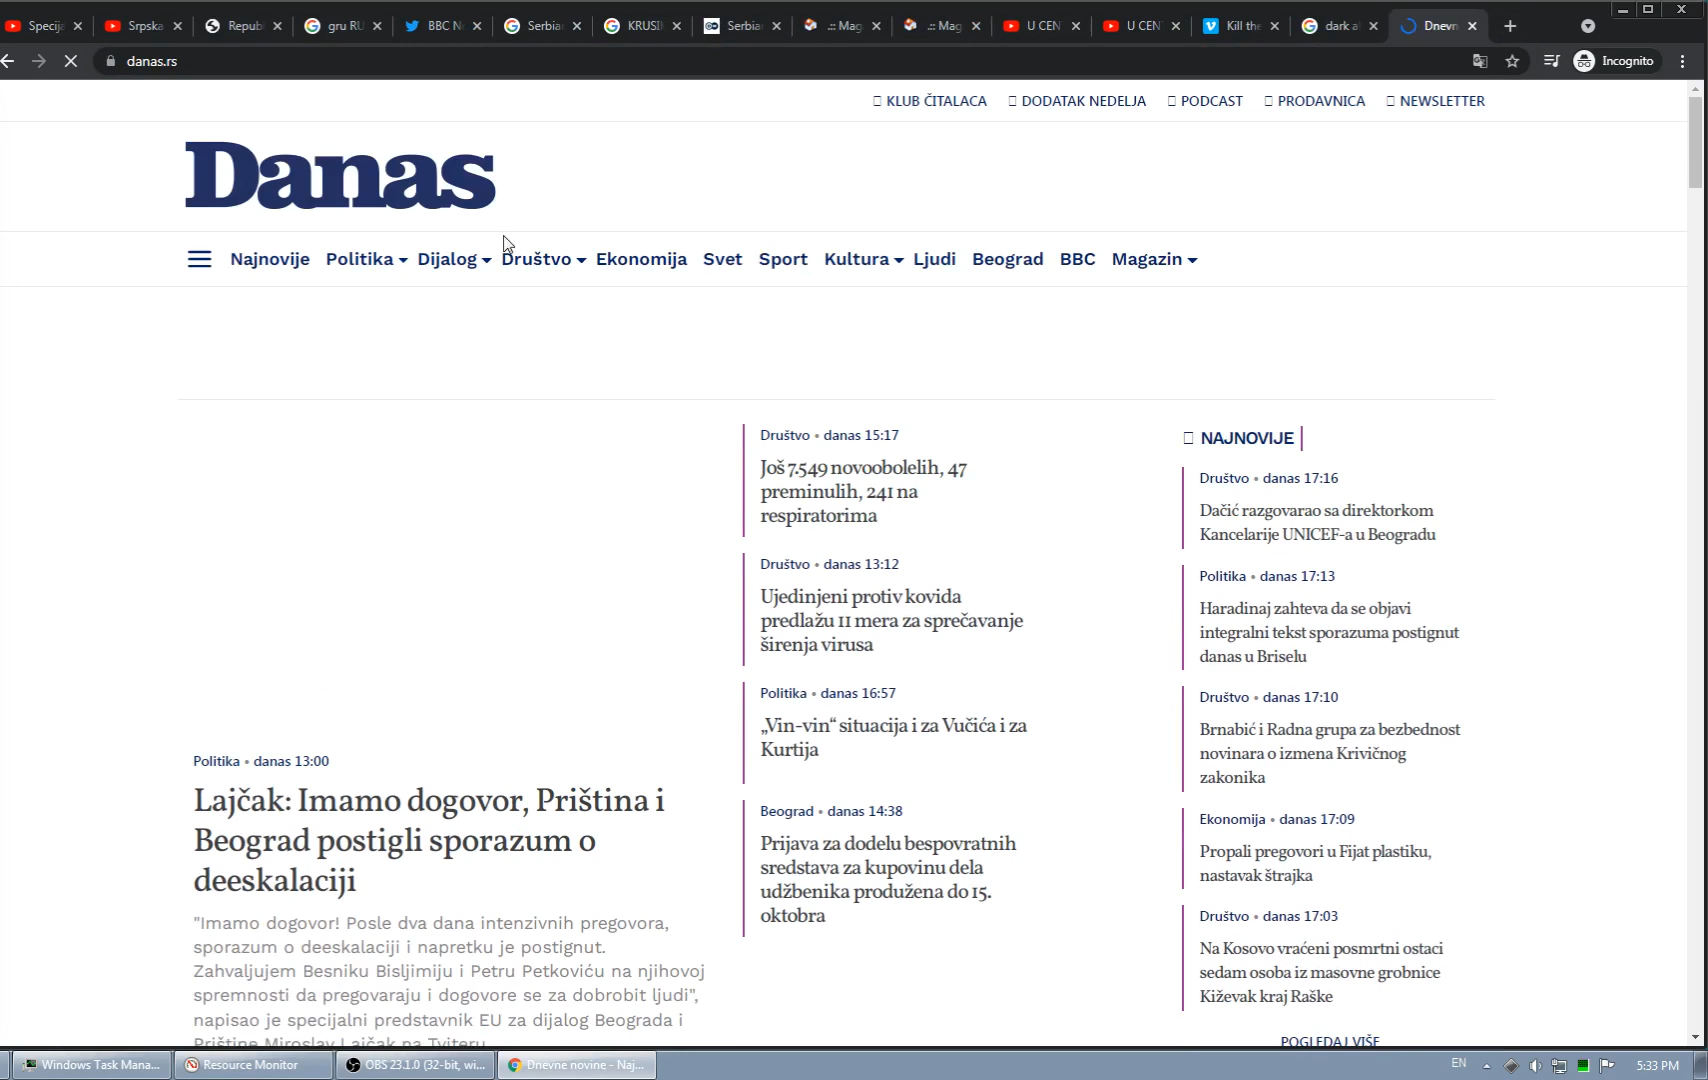 Specija
Srpska
Repub
gru RU
BBC N
Serbia
KRUSI
Serbia
.:: Mag
.:: Mag
U CEN
U CEN
Kill the
dark a
Dnevn
danas.rs
Incognito
KLUB ČITALACA
DODATAK NEDELJA
PODCAST
PRODAVNICA
NEWSLETTER
Danas
Najnovije
Politika
Dijalog
Društvo
Ekonomija
Svet
Sport
Kultura
Ljudi
Beograd
BBC
Magazin
Politika • danas 13:00
Lajčak: Imamo dogovor, Priština i
Beograd postigli sporazum o
deeskalaciji
"Imamo dogovor! Posle dva dana intenzivnih pregovora,
sporazum o deeskalaciji i napretku je postignut.
Zahvaljujem Besniku Bisljimiju i Petru Petkoviću na njihovoj
spremnosti da pregovaraju i dogovore se za dobrobit ljudi",
napisao je specijalni predstavnik EU za dijalog Beograda i
Prištine Miroslav Lajčak na Tviteru
Društvo • danas 15:17
Još 7.549 novoobolelih, 47
preminulih, 241 na
respiratorima
Društvo • danas 13:12
Ujedinjeni protiv kovida
predlažu 11 mera za sprečavanje
širenja virusa
Politika • danas 16:57
„Vin-vin“ situacija i za Vučića i za
Kurtija
Beograd • danas 14:38
Prijava za dodelu bespovratnih
sredstava za kupovinu dela
udžbenika produžena do 15.
oktobra
NAJNOVIJE
Društvo • danas 17:16
Dačić razgovarao sa direktorkom
Kancelarije UNICEF-a u Beogradu
Politika • danas 17:13
Haradinaj zahteva da se objavi
integralni tekst sporazuma postignut
danas u Briselu
Društvo • danas 17:10
Brnabić i Radna grupa za bezbednost
novinara o izmena Krivičnog
zakonika
Ekonomija • danas 17:09
Propali pregovori u Fijat plastiku,
nastavak štrajka
Društvo • danas 17:03
Na Kosovo vraćeni posmrtni ostaci
sedam osoba iz masovne grobnice
Kiževak kraj Raške
POGLEDAJ VIŠE
Windows Task Mana...
Resource Monitor
OBS 23.1.0 (32-bit, wi...
Dnevne novine - Naj...
EN
5:33 PM